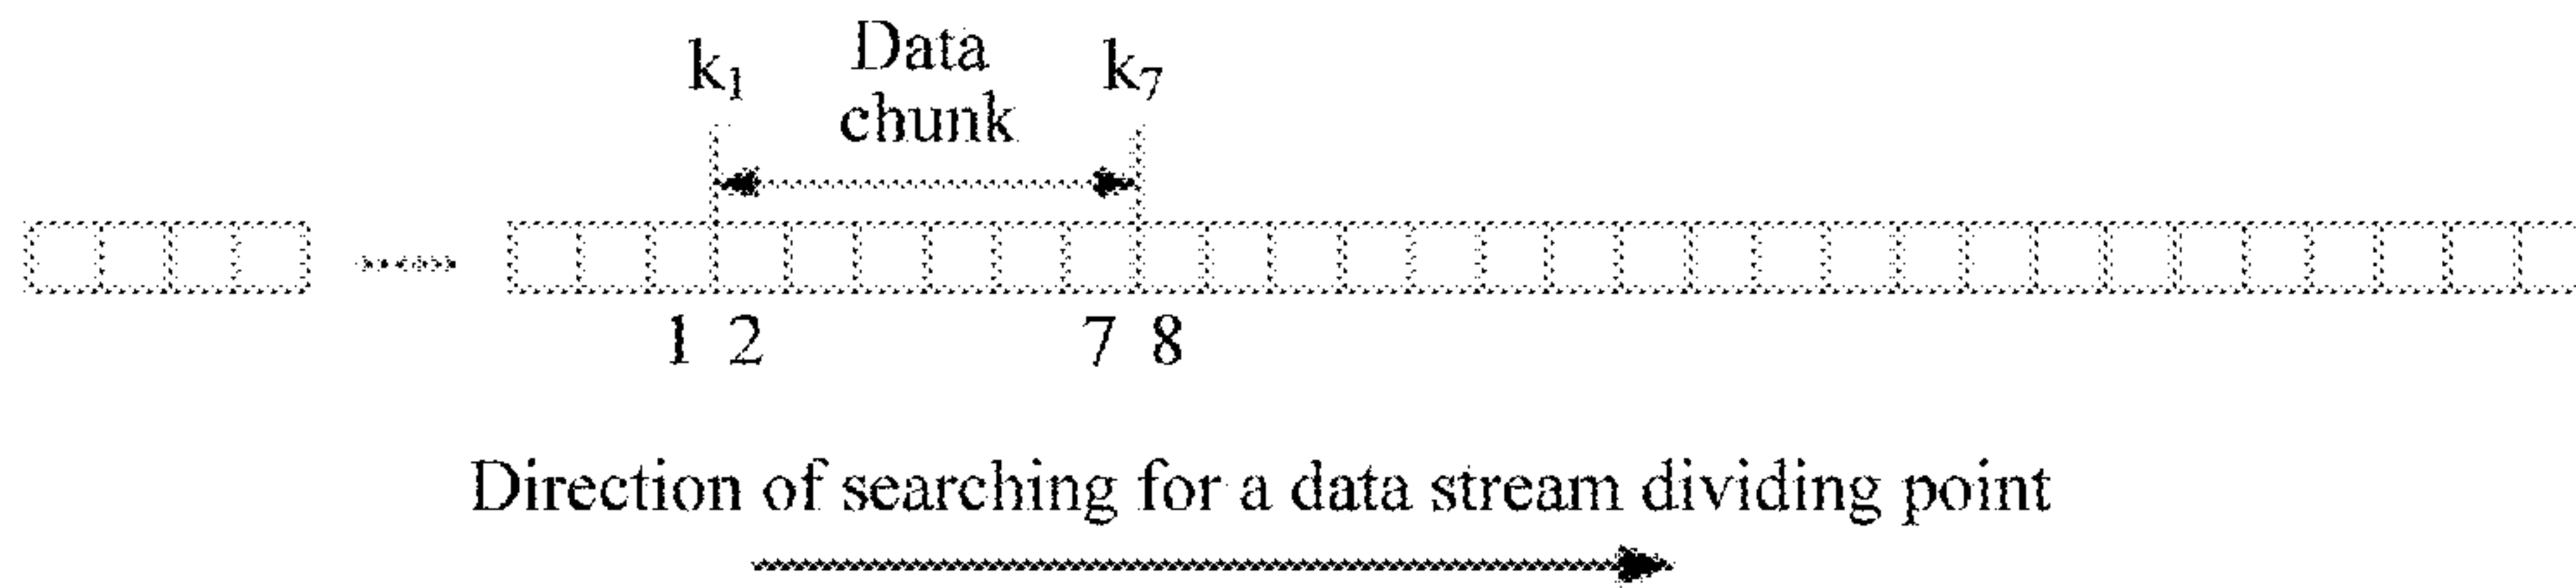 k₁ Data chunk k₇
1 2 7 8
Direction of searching for a data stream dividing point